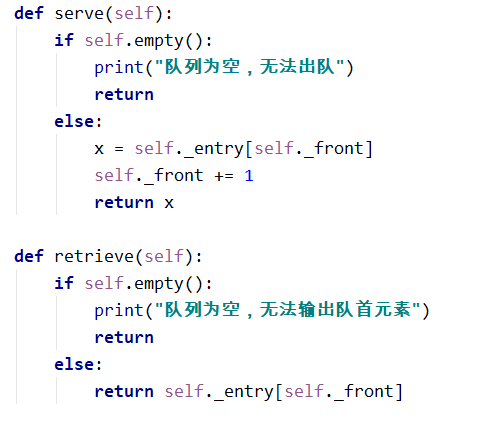 def serve(self):
    if self.empty():
        print("队列为空，无法出队")
        return
    else:
        x = self._entry[self._front]
        self._front += 1
        return x

def retrieve(self):
    if self.empty():
        print("队列为空，无法输出队首元素")
        return
    else:
        return self._entry[self._front]